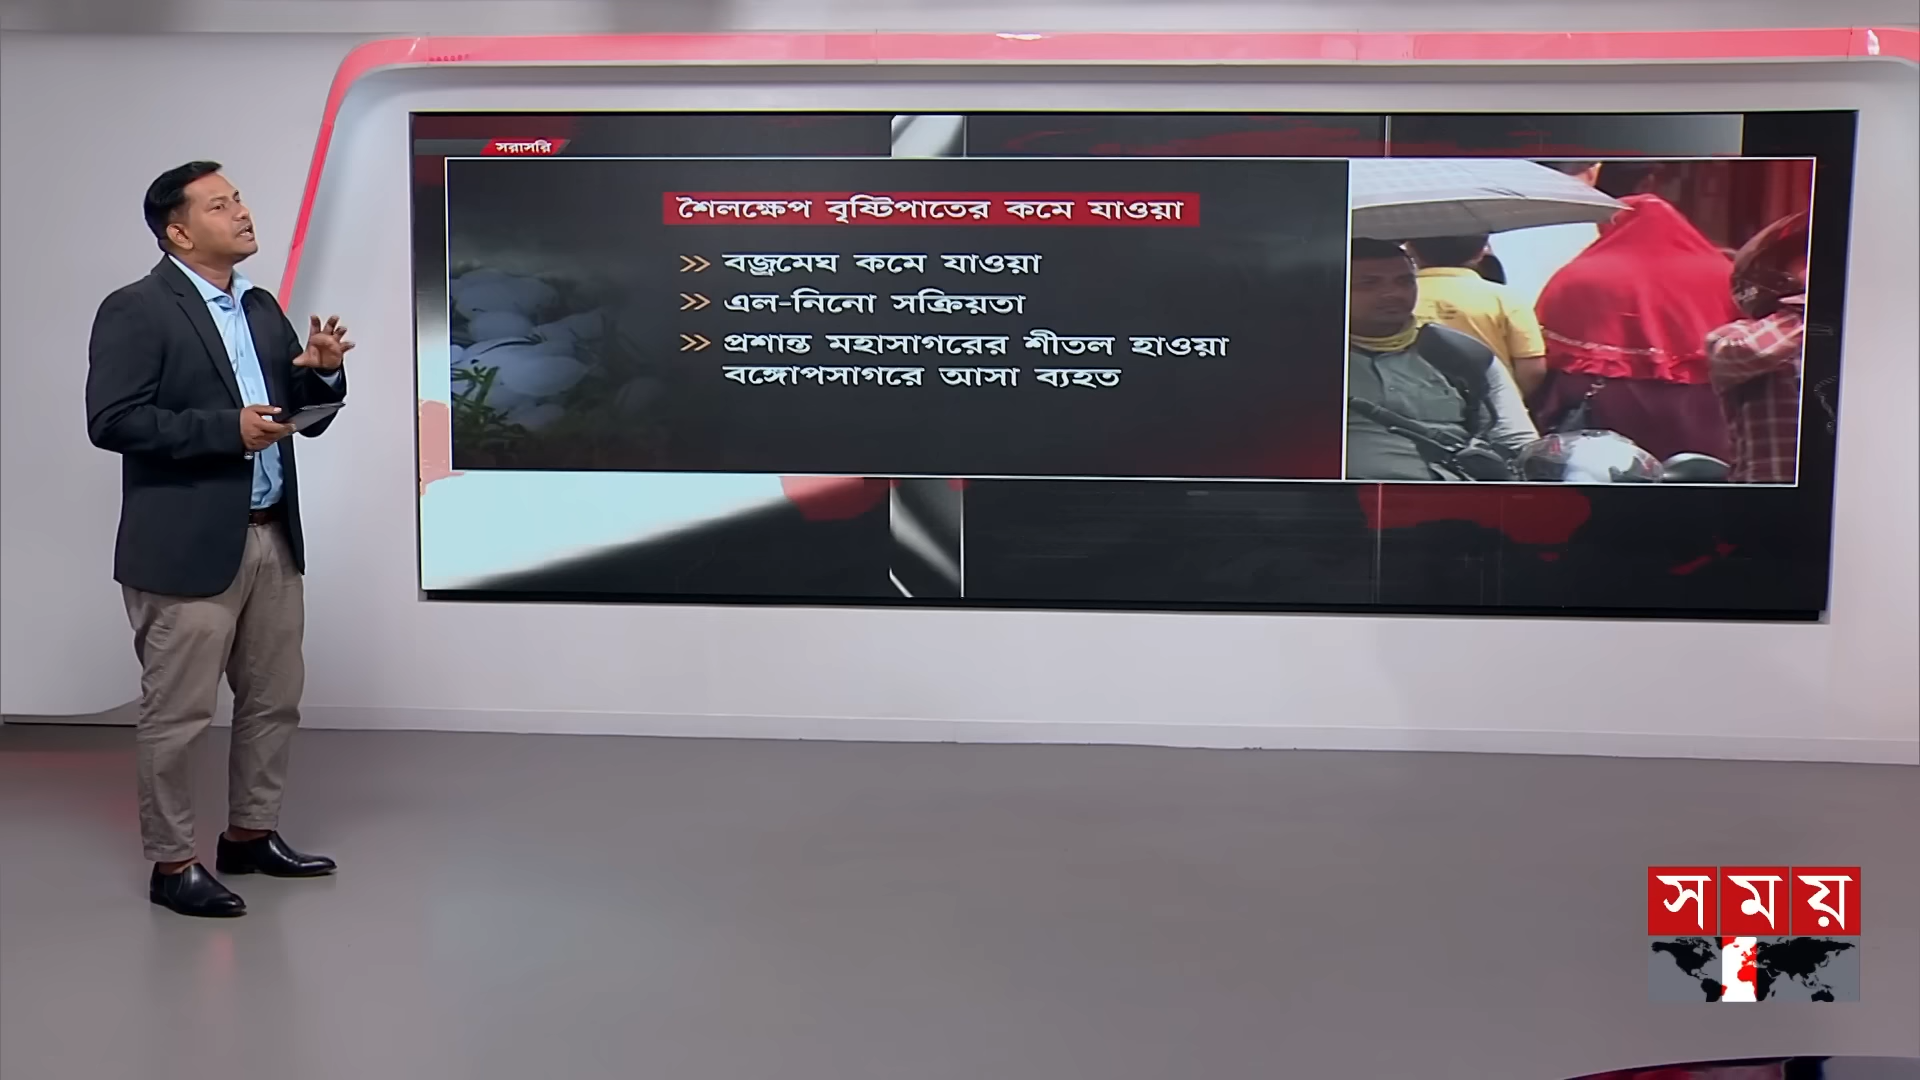 সরাসরি
শৈলক্ষেপ বৃষ্টিপাতের কমে যাওয়া
বজ্রমেঘ কমে যাওয়া
এল-নিনো সক্রিয়তা
প্রশান্ত মহাসাগরের শীতল হাওয়া
বঙ্গোপসাগরে আসা ব্যহত
সময়